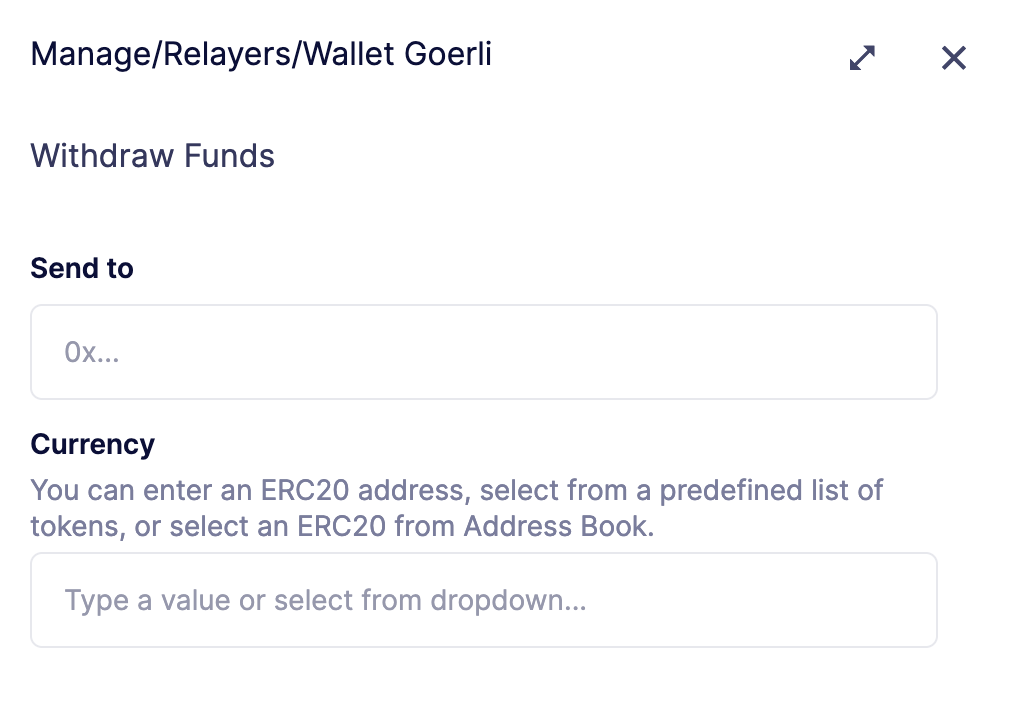 Manage/Relayers/Wallet Goerli
Withdraw Funds
Send to
0x...
Currency
You can enter an ERC20 address, select from a predefined list of
tokens, or select an ERC20 from Address Book.
Type a value or select from dropdown...